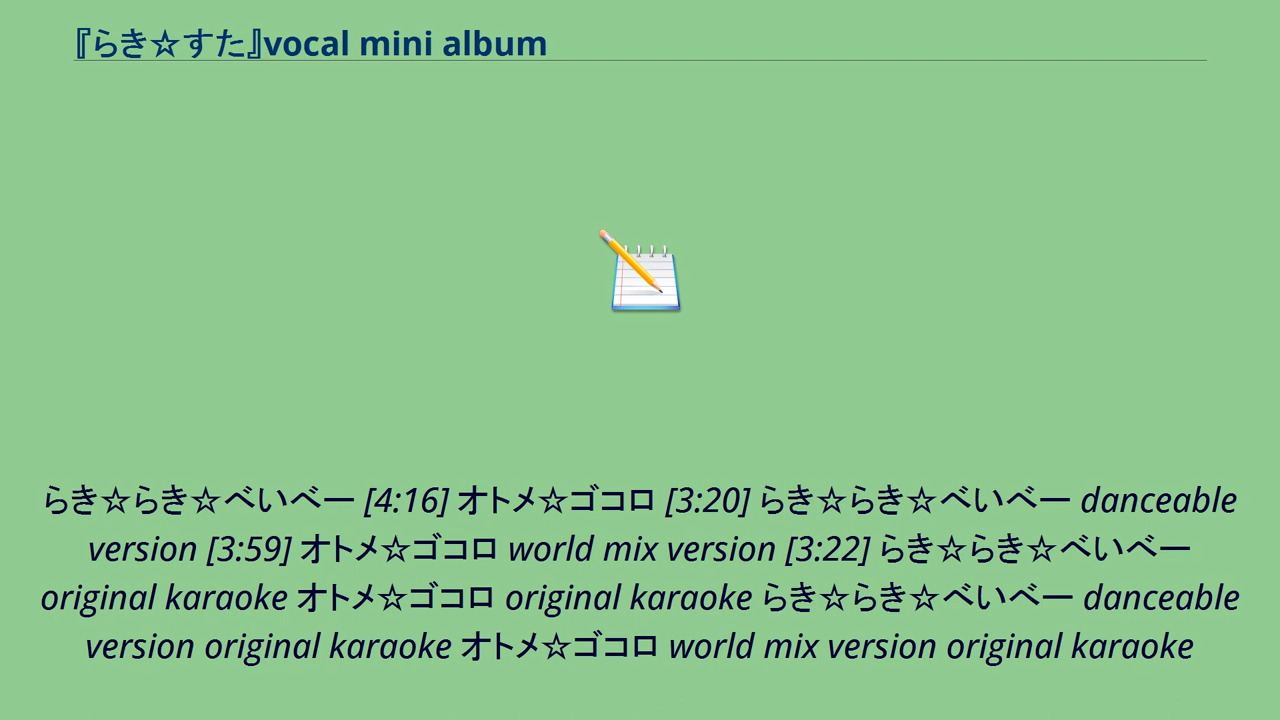 『らき☆すた』vocal mini album
らき☆らき☆べいべー [4:16] オトメ☆ゴコロ [3:20] らき☆らき☆べいべー danceable
version [3:59] オトメ☆ゴコロ world mix version [3:22] らき☆らき☆べいべー
original karaoke オトメ☆ゴコロ original karaoke らき☆らき☆べいべー danceable
version original karaoke オトメ☆ゴコロ world mix version original karaoke